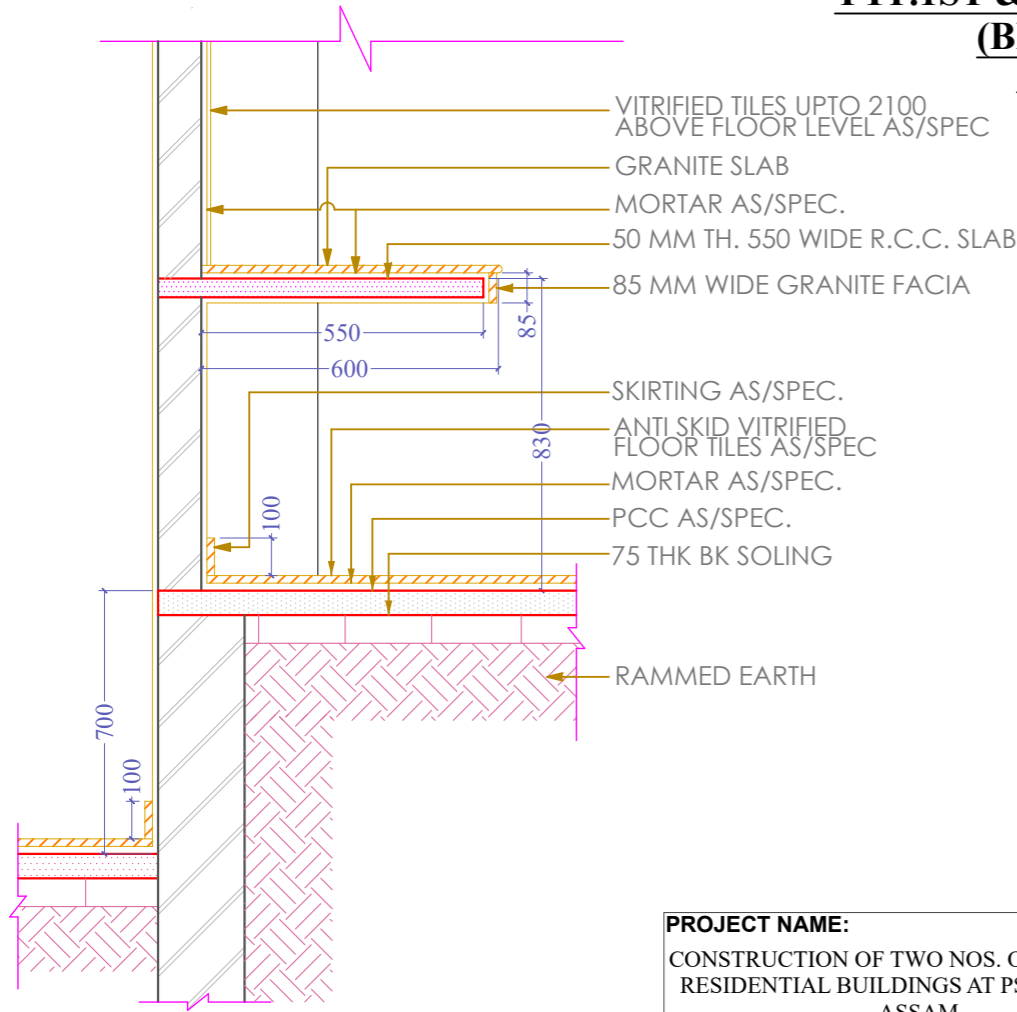 (B
VITRIFIED TILES UPTO 2100
ABOVE FLOOR LEVEL AS/SPEC
GRANITE SLAB
MORTAR AS/SPEC.
50 MM TH. 550 WIDE R.C.C. SLAB
85 MM WIDE GRANITE FACIA
550
85
600
SKIRTING AS/SPEC.
ANTI SKID VITRIFIED
FLOOR TILES AS/SPEC
830
MORTAR AS/SPEC.
100
PCC AS/SPEC.
75 THK BK SOLING
RAMMED EARTH
700
100
PROJECT NAME:
CONSTRUCTION OF TWO NOS.
RESIDENTIAL BUILDINGS AT
ASSAM